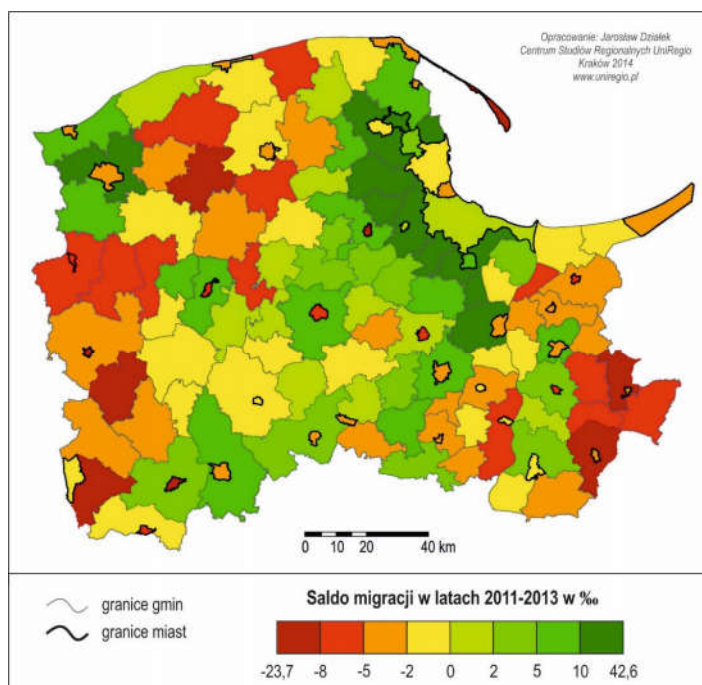 Opracowanie: Jarosław Działek
Centrum Studiów Regionalnych UniRegio
Kraków 2014
www.uniregio.pl
0 5 10 20 40 km
granice gmin
granice miast
Saldo migracji w latach 2011-2013 w ‰
-23,7 -8 -5 -2 0 2 5 10 42,6